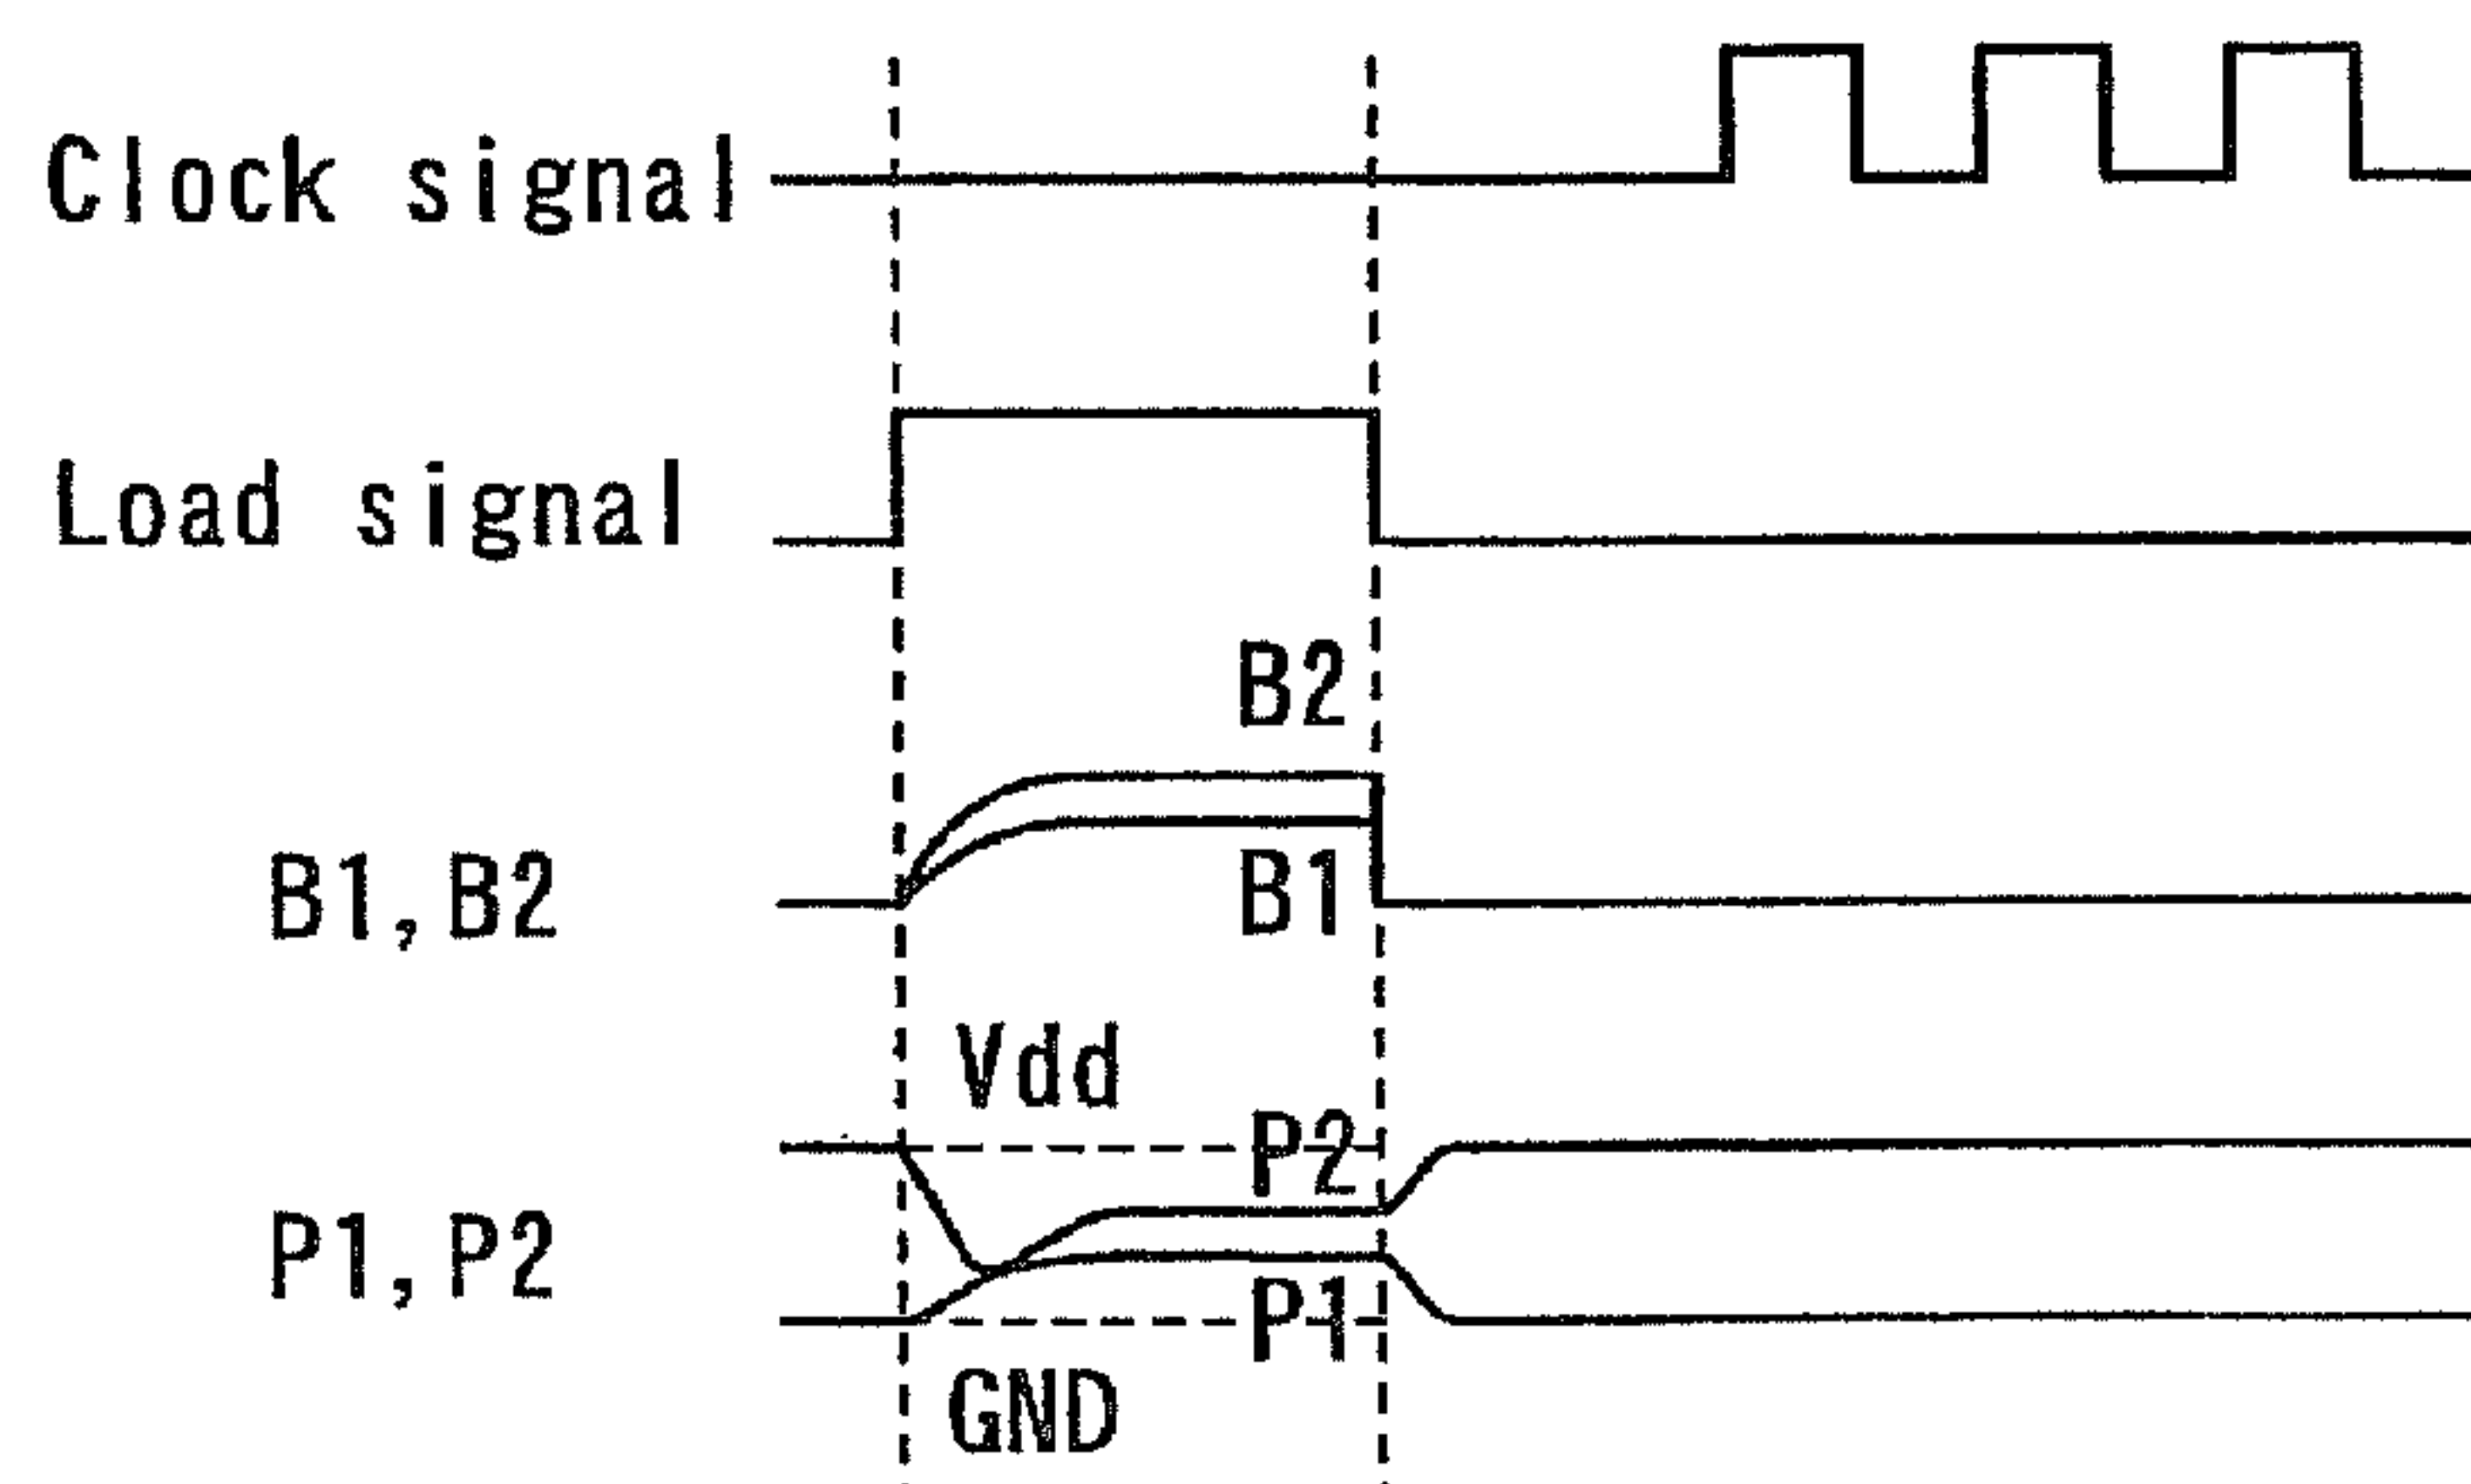 Clock signal
Load signal
B2
B1,B2
B1
Vdd
P2
P1,P2
P1
GND